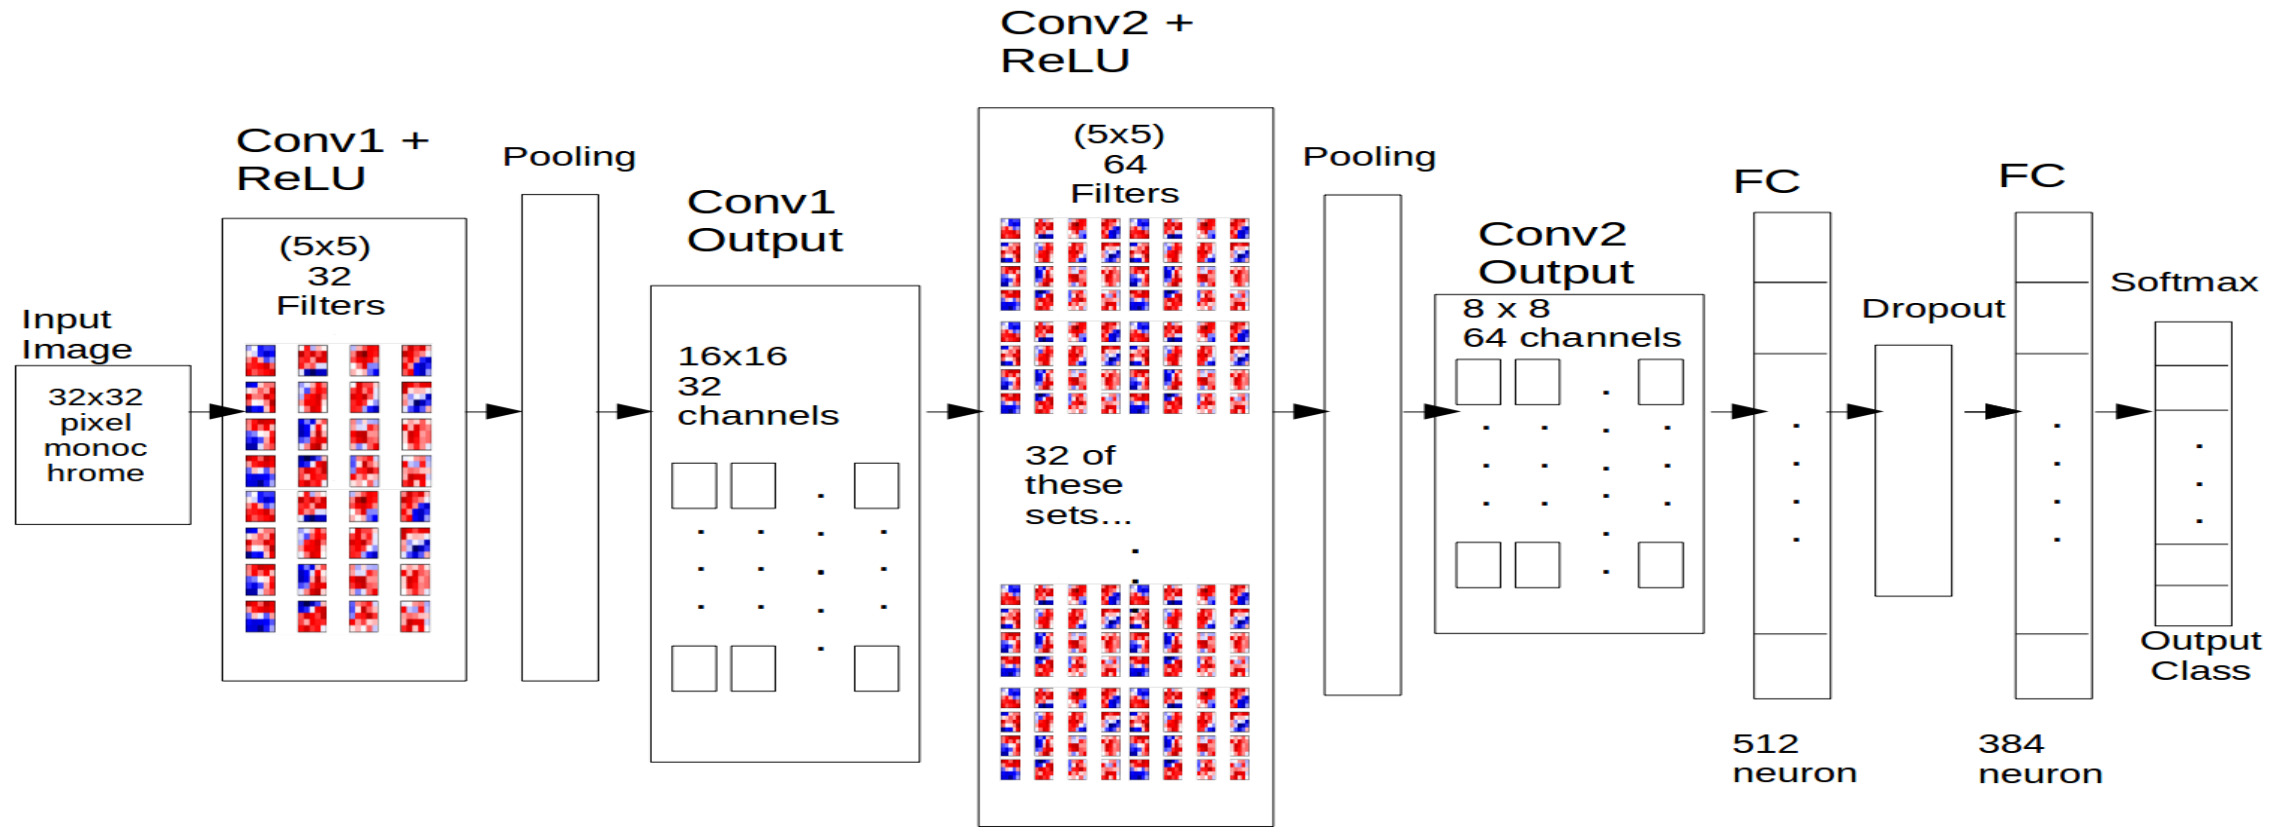 Input
Image
32x32
pixel
monoc
hrome
Conv1 +
ReLU
(5x5)
32
Filters
Pooling
Conv1
Output
16x16
32
channels
Conv2 +
ReLU
(5x5)
64
Filters
32 of
these
sets...
Pooling
Conv2
Output
8 x 8
64 channels
FC
512
neuron
Dropout
FC
384
neuron
Softmax
Output
Class